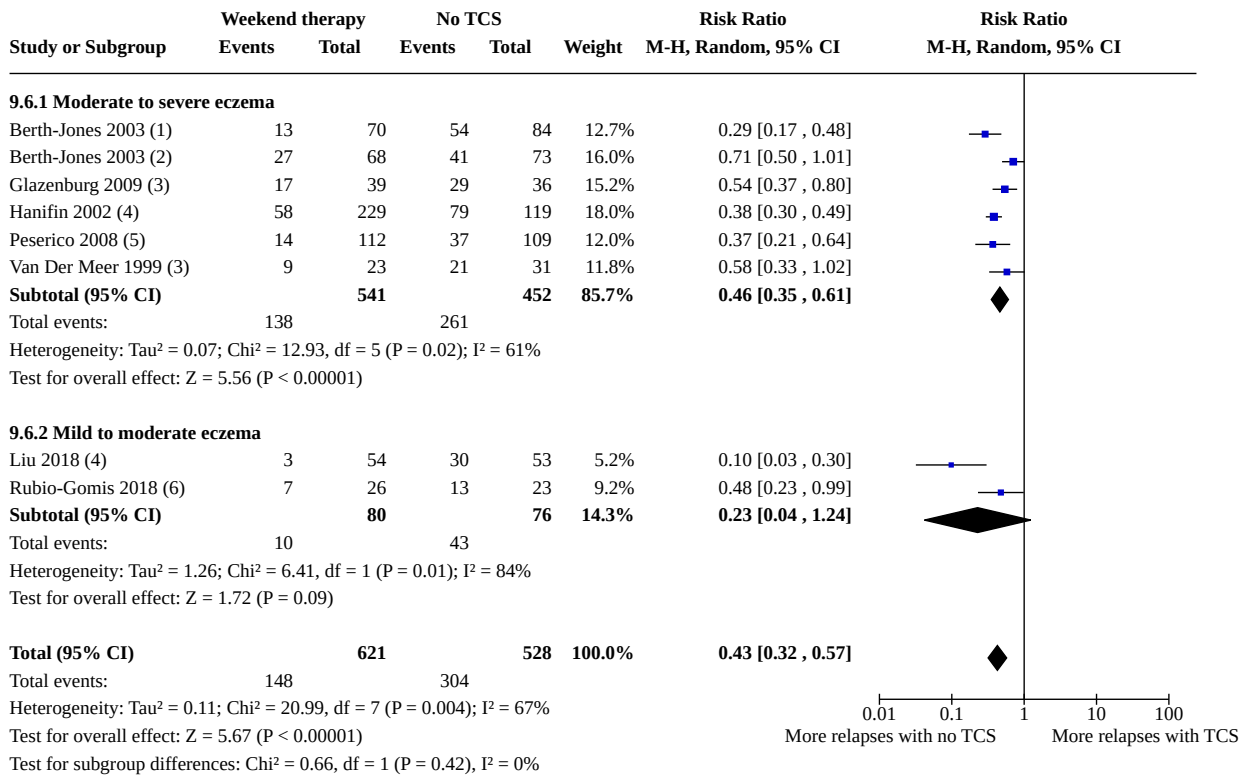 Weekend therapy No TCS Risk Ratio Risk Ratio
Study or Subgroup Events Total Events Total Weight M-H, Random, 95% CI M-H, Random, 95% CI
9.6.1 Moderate to severe eczema
Berth-Jones 2003 (1) 13 70 54 84 12.7% 0.29 [0.17 , 0.48]
Berth-Jones 2003 (2) 27 68 41 73 16.0% 0.71 [0.50 , 1.01]
Glazenburg 2009 (3) 17 39 29 36 15.2% 0.54 [0.37 , 0.80]
Hanifin 2002 (4) 58 229 79 119 18.0% 0.38 [0.30 , 0.49]
Peserico 2008 (5) 14 112 37 109 12.0% 0.37 [0.21 , 0.64]
Van Der Meer 1999 (3) 9 23 21 31 11.8% 0.58 [0.33 , 1.02]
Subtotal (95% CI) 541 452 85.7% 0.46 [0.35 , 0.61]
Total events: 138 261
Heterogeneity: Tau² = 0.07; Chi² = 12.93, df = 5 (P = 0.02); I² = 61%
Test for overall effect: Z = 5.56 (P < 0.00001)
9.6.2 Mild to moderate eczema
Liu 2018 (4) 3 54 30 53 5.2% 0.10 [0.03 , 0.30]
Rubio-Gomis 2018 (6) 7 26 13 23 9.2% 0.48 [0.23 , 0.99]
Subtotal (95% CI) 80 76 14.3% 0.23 [0.04 , 1.24]
Total events: 10 43
Heterogeneity: Tau² = 1.26; Chi² = 6.41, df = 1 (P = 0.01); I² = 84%
Test for overall effect: Z = 1.72 (P = 0.09)
Total (95% CI) 621 528 100.0% 0.43 [0.32 , 0.57]
Total events: 148 304
Heterogeneity: Tau² = 0.11; Chi² = 20.99, df = 7 (P = 0.004); I² = 67%
0.01 0.1 1 10 100
Test for overall effect: Z = 5.67 (P < 0.00001) More relapses with no TCS More relapses with TCS
Test for subgroup differences: Chi² = 0.66, df = 1 (P = 0.42), I² = 0%